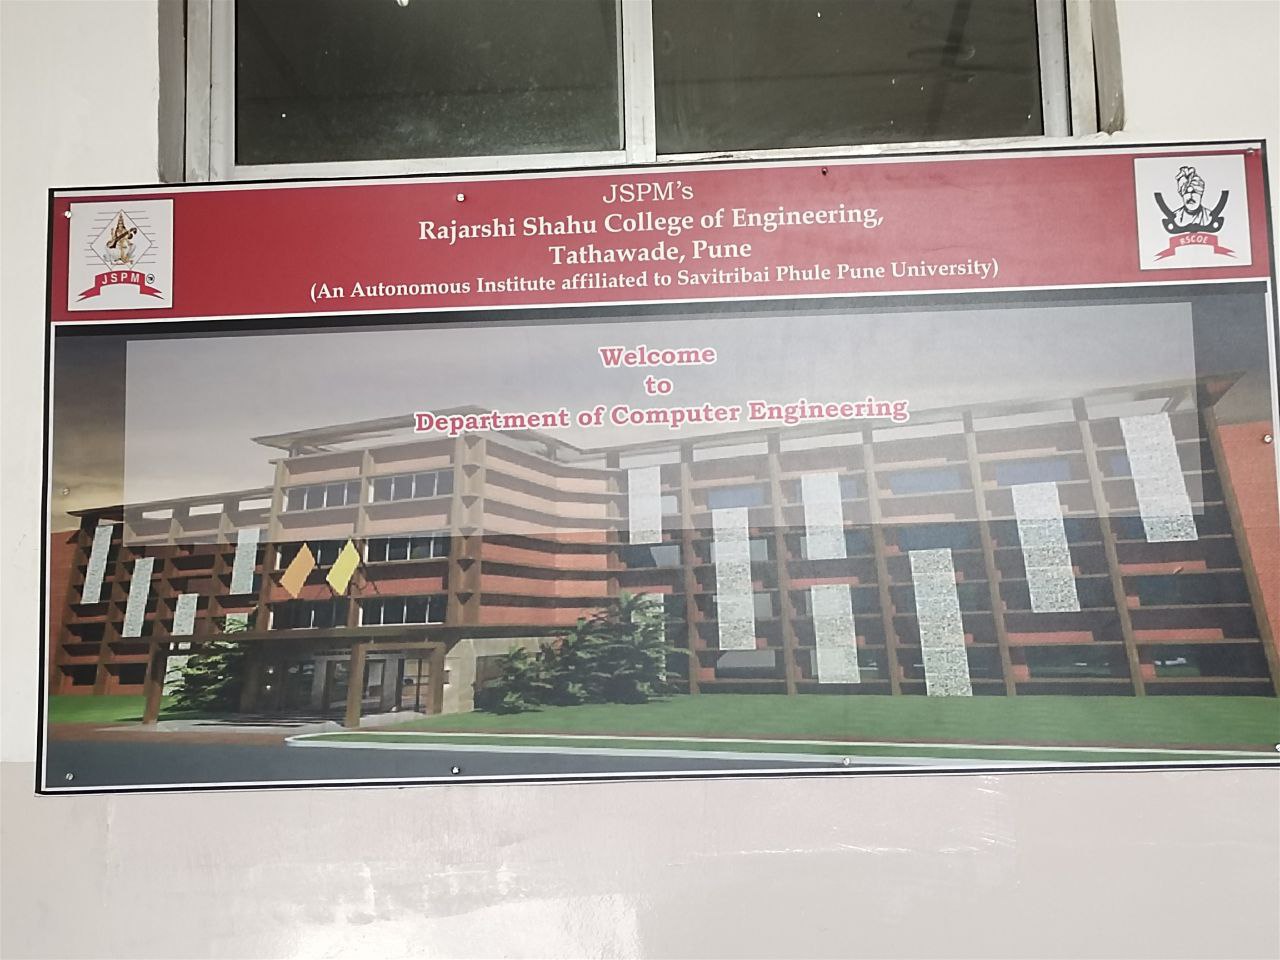 JSPM's
Rajarshi Shahu College of Engineering,
Tathawade, Pune
(An Autonomous Institute affiliated to Savitribai Phule Pune University)
JSPM
RSCOE
Welcome
to
Department of Computer Engineering